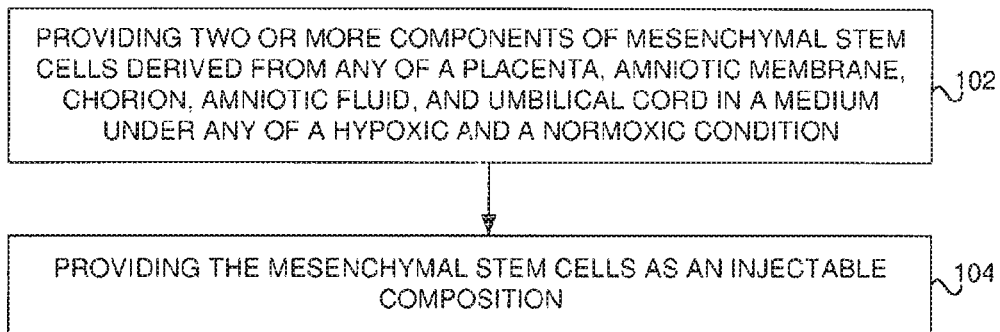 PROVIDING TWO OR MORE COMPONENTS OF MESENCHYMAL STEM
CELLS DERIVED FROM ANY OF A PLACENTA, AMNIOTIC MEMBRANE,
CHORION, AMNIOTIC FLUID, AND UMBILICAL CORD IN A MEDIUM
UNDER ANY OF A HYPOXIC AND A NORMOXIC CONDITION
102
PROVIDING THE MESENCHYMAL STEM CELLS AS AN INJECTABLE
COMPOSITION
104